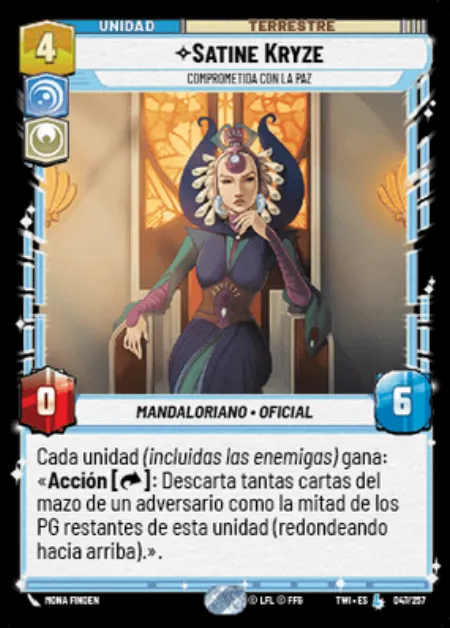 UNIDAD
TERRESTRE
4
SATINE KRYZE
COMPROMETIDA CON LA PAZ
0
MANDALORIANO • OFICIAL
6
Cada unidad (incluidas las enemigas) gana:
«Acción [↷]: Descarta tantas cartas del
mazo de un adversario como la mitad de los
PG restantes de esta unidad (redondeando
hacia arriba).».
MONA FINDEN
© LFL © FFG
TWI • ES
L
047/257